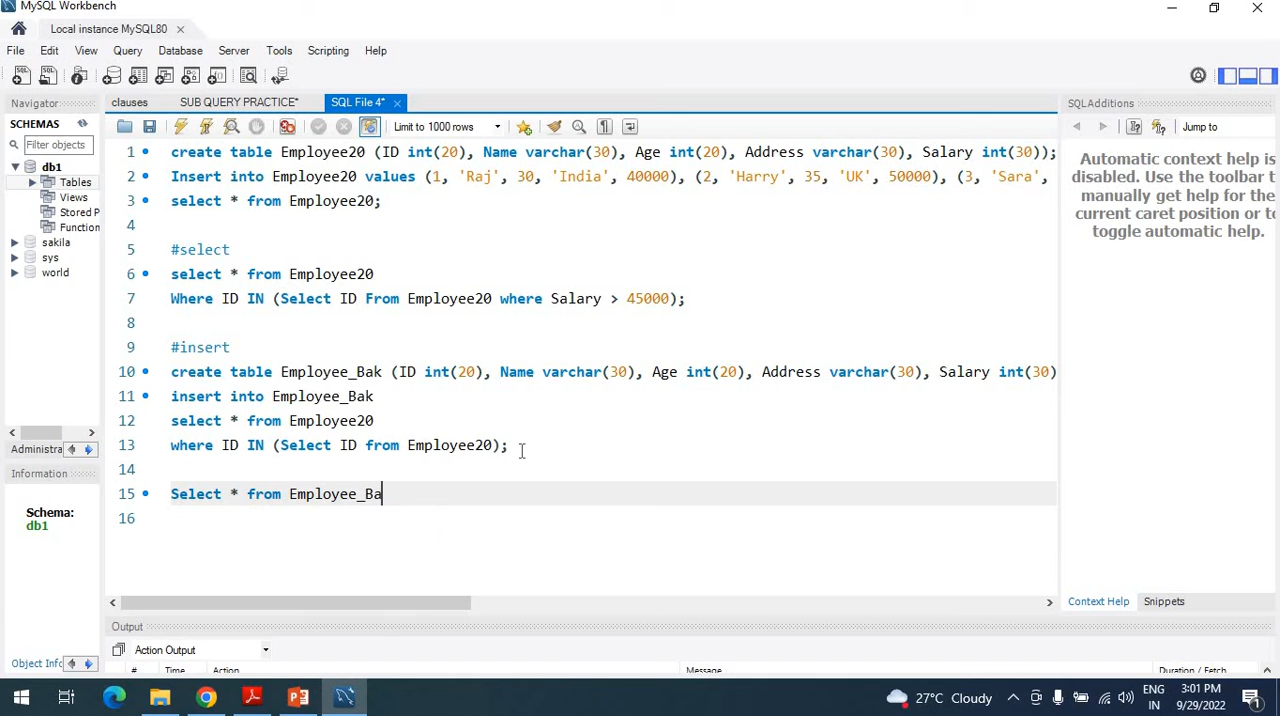 MySQL Workbench
Local instance MySQL80
File Edit View Query Database Server Tools Scripting Help
Navigator
SCHEMAS
Filter objects
db1
Tables
Views
Stored P
Function
sakila
sys
world
Administra
Information
Schema:
db1
Object Info
clauses SUB QUERY PRACTICE* SQL File 4*
Limit to 1000 rows
1 create table Employee20 (ID int(20), Name varchar(30), Age int(20), Address varchar(30), Salary int(30));
2 Insert into Employee20 values (1, 'Raj', 30, 'India', 40000), (2, 'Harry', 35, 'UK', 50000), (3, 'Sara',
3 select * from Employee20;
4
5 #select
6 select * from Employee20
7 Where ID IN (Select ID From Employee20 where Salary > 45000);
8
9 #insert
10 create table Employee_Bak (ID int(20), Name varchar(30), Age int(20), Address varchar(30), Salary int(30)
11 insert into Employee_Bak
12 select * from Employee20
13 where ID IN (Select ID from Employee20);
14
15 Select * from Employee_Ba
16
Output
Action Output
# Time Action Message Duration / Fetch
SQL Additions
Jump to
Automatic context help is
disabled. Use the toolbar t
manually get help for the
current caret position or to
toggle automatic help.
Context Help Snippets
27°C Cloudy
ENG
IN
3:01 PM
9/29/2022
1